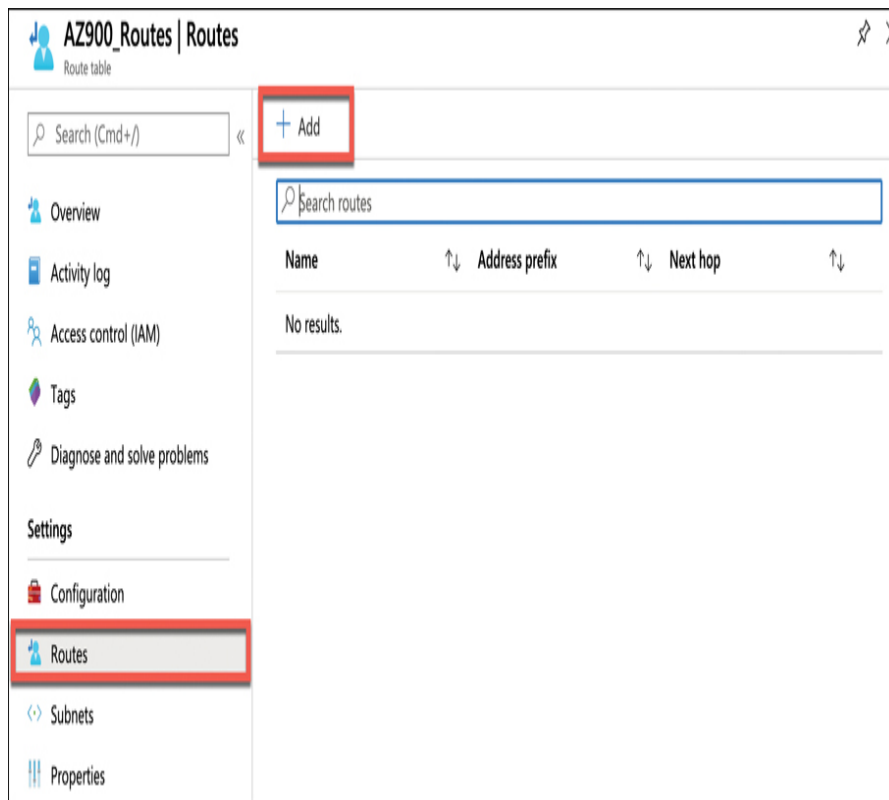 AZ900_Routes | Routes
Route table
Search (Cmd+/)
«
+ Add
Overview
Activity log
Access control (IAM)
Tags
Diagnose and solve problems
Settings
Configuration
Routes
Subnets
Properties
Search routes
Name ↑↓ Address prefix ↑↓ Next hop ↑↓
No results.